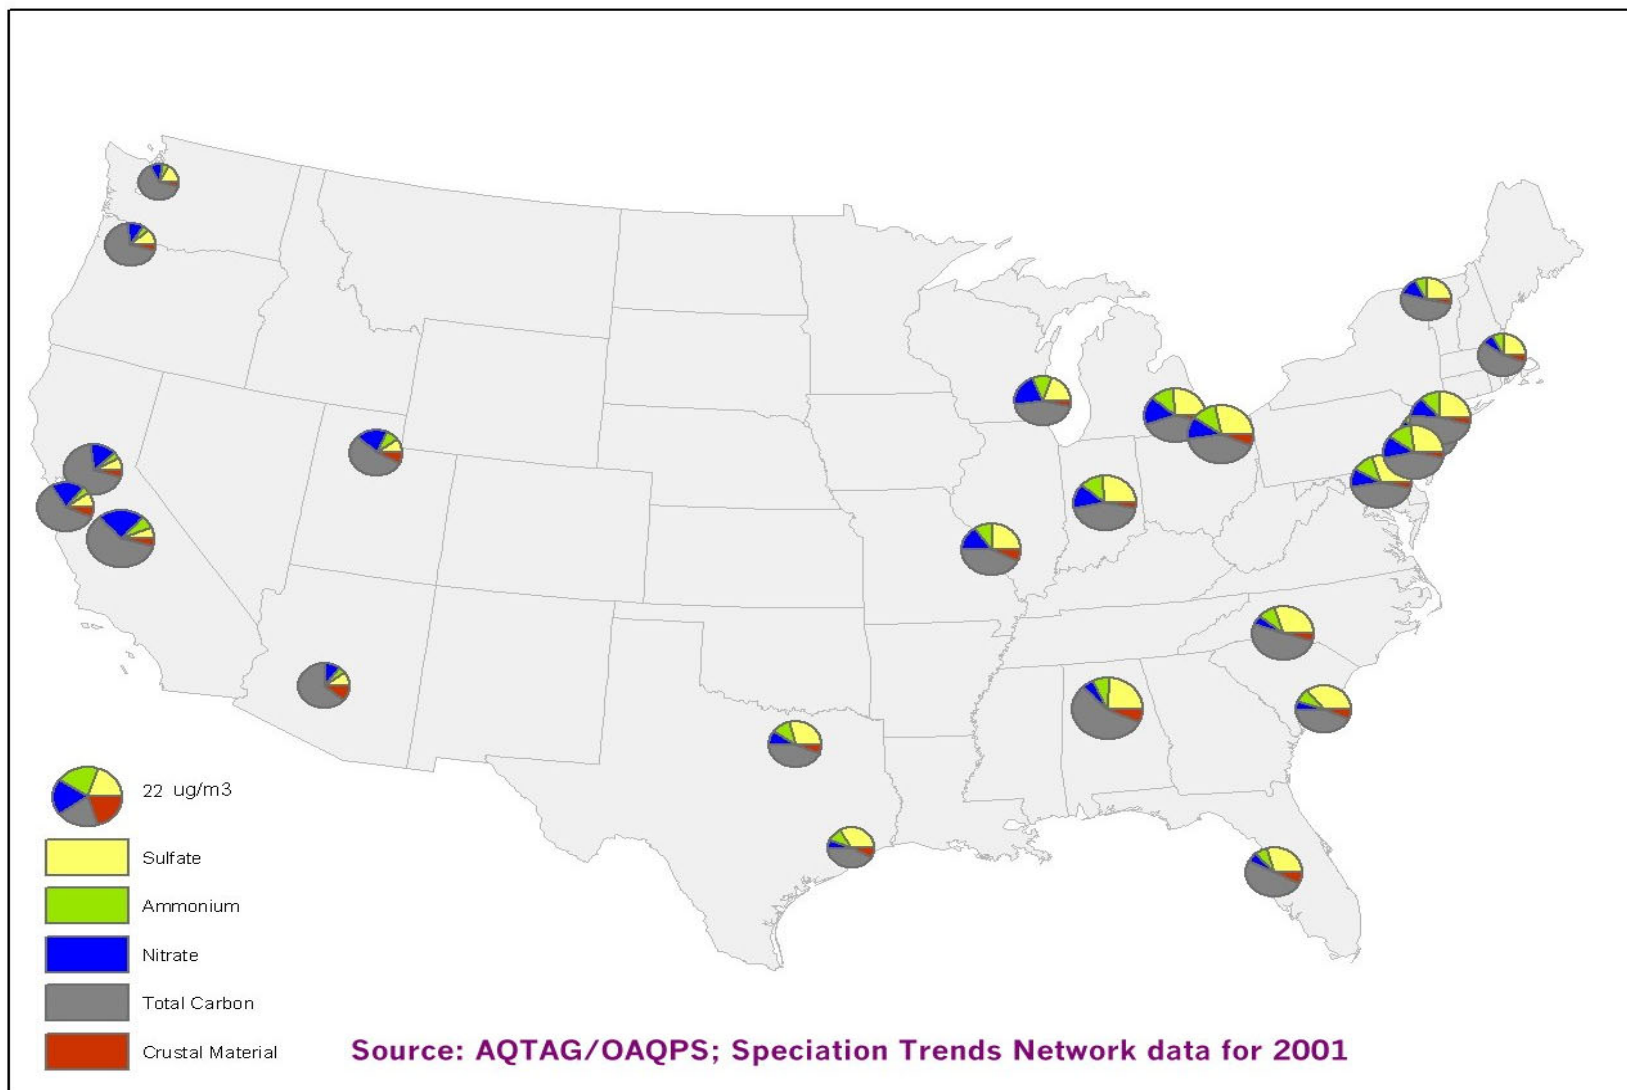 22 ug/m3
Sulfate
Ammonium
Nitrate
Total Carbon
Crustal Material
Source: AQTAG/OAQPS; Speciation Trends Network data for 2001